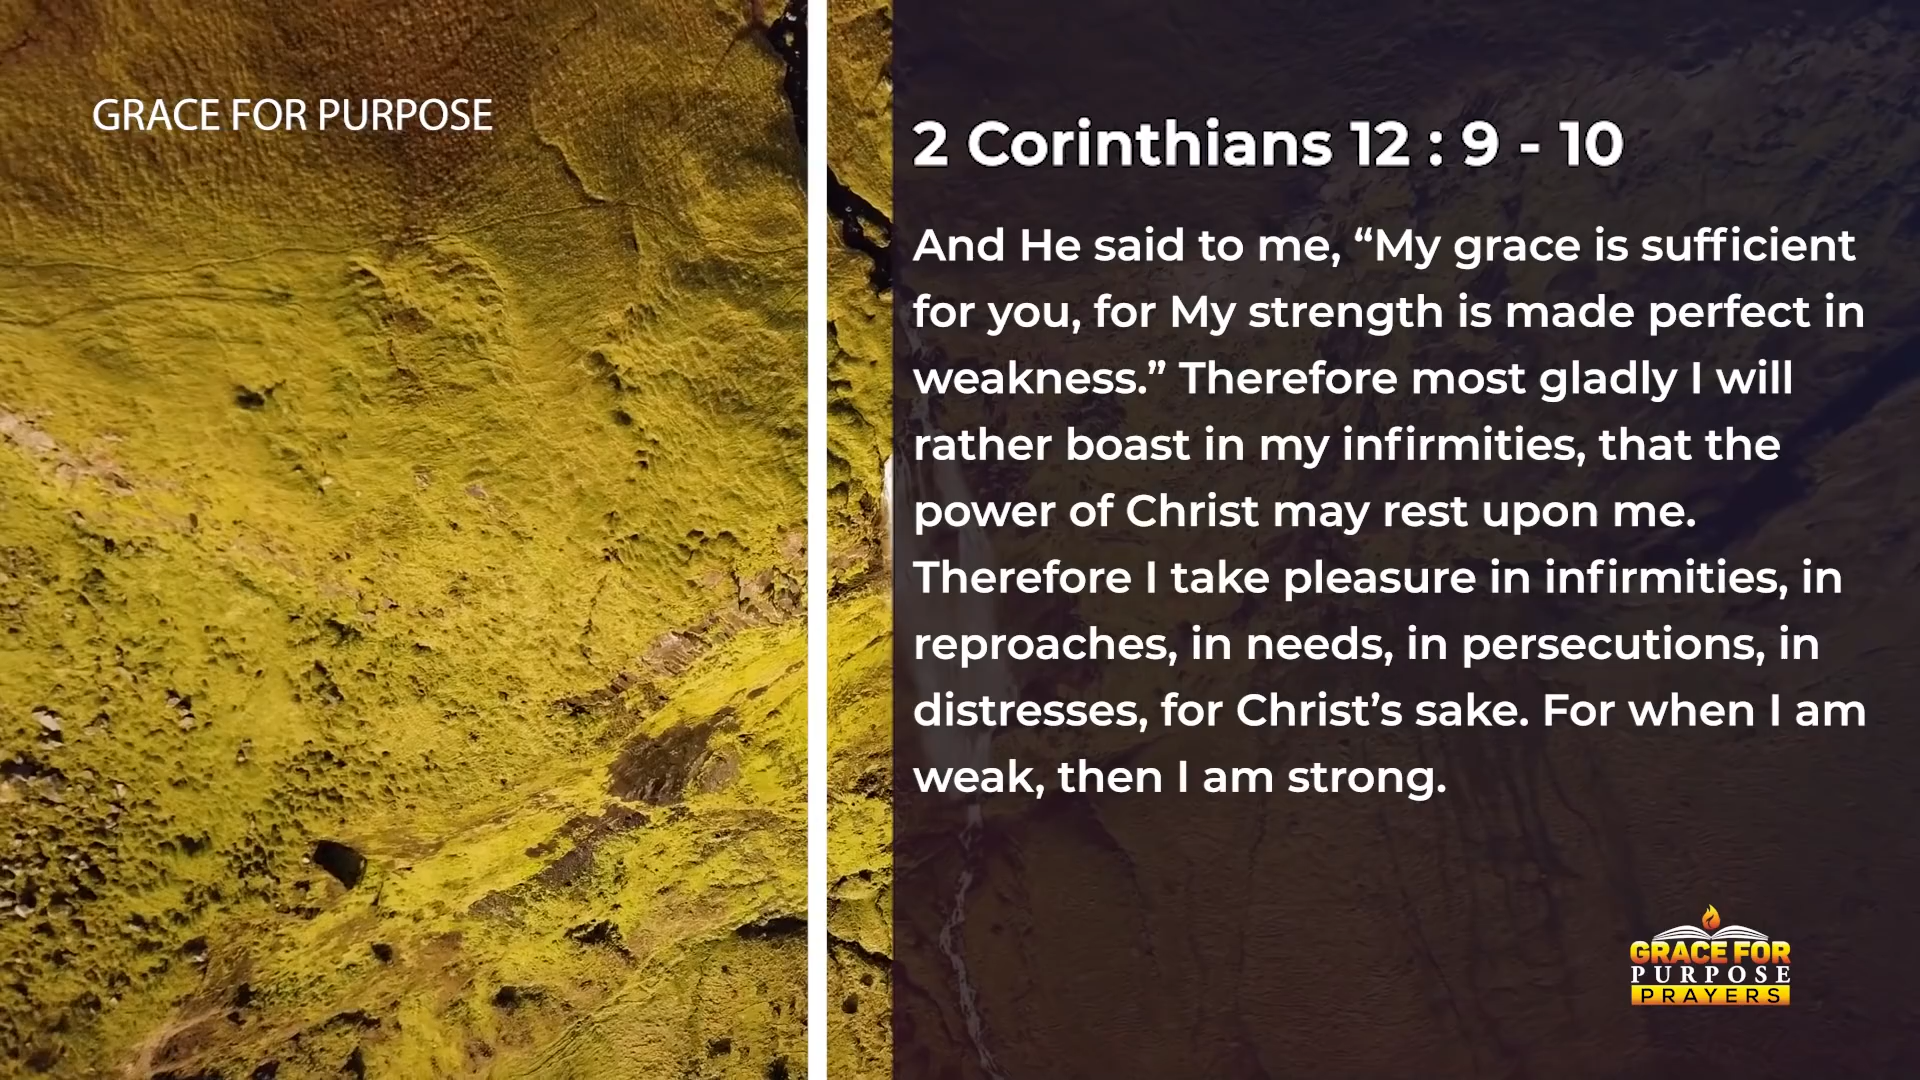 GRACE FOR PURPOSE
2 Corinthians 12 : 9 - 10
And He said to me, “My grace is sufficient
for you, for My strength is made perfect in
weakness.” Therefore most gladly I will
rather boast in my infirmities, that the
power of Christ may rest upon me.
Therefore I take pleasure in infirmities, in
reproaches, in needs, in persecutions, in
distresses, for Christ’s sake. For when I am
weak, then I am strong.
GRACE FOR
PURPOSE
PRAYERS